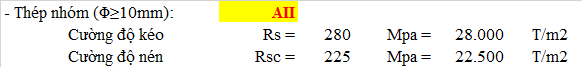 - Thép nhóm (Φ≥10mm): AII
Cường độ kéo Rs = 280 Mpa = 28.000 T/m2
Cường độ nén Rsc = 225 Mpa = 22.500 T/m2